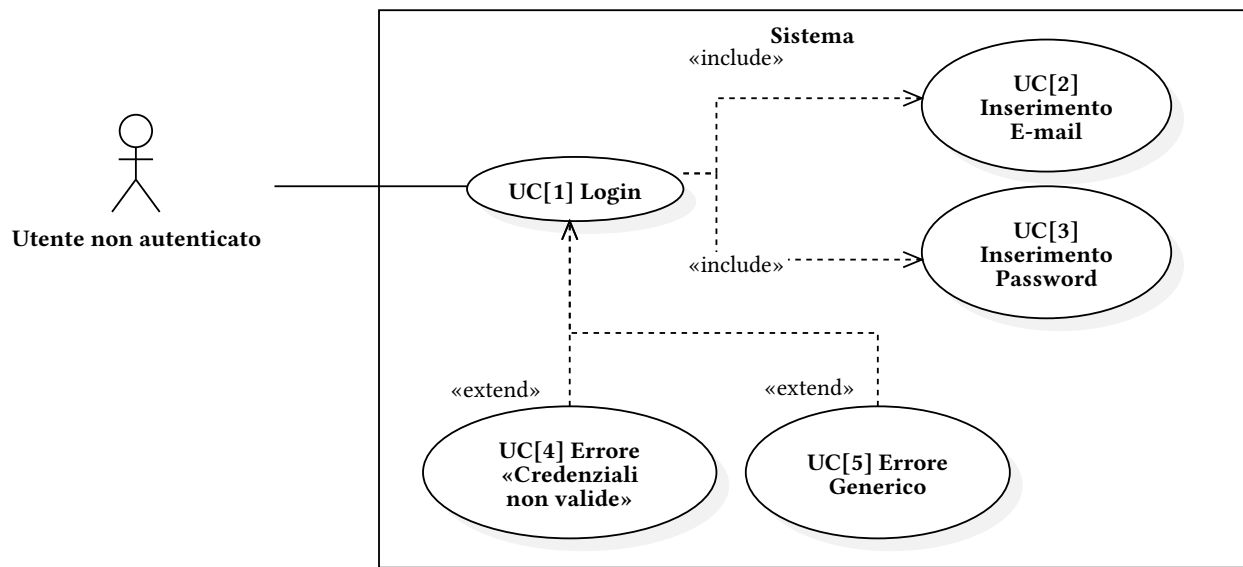 Sistema
«include»
UC[2]
Inserimento
E-mail
UC[1] Login
Utente non autenticato
UC[3]
Inserimento
Password
«include»
«extend»
«extend»
UC[4] Errore
«Credenziali
non valide»
UC[5] Errore
Generico